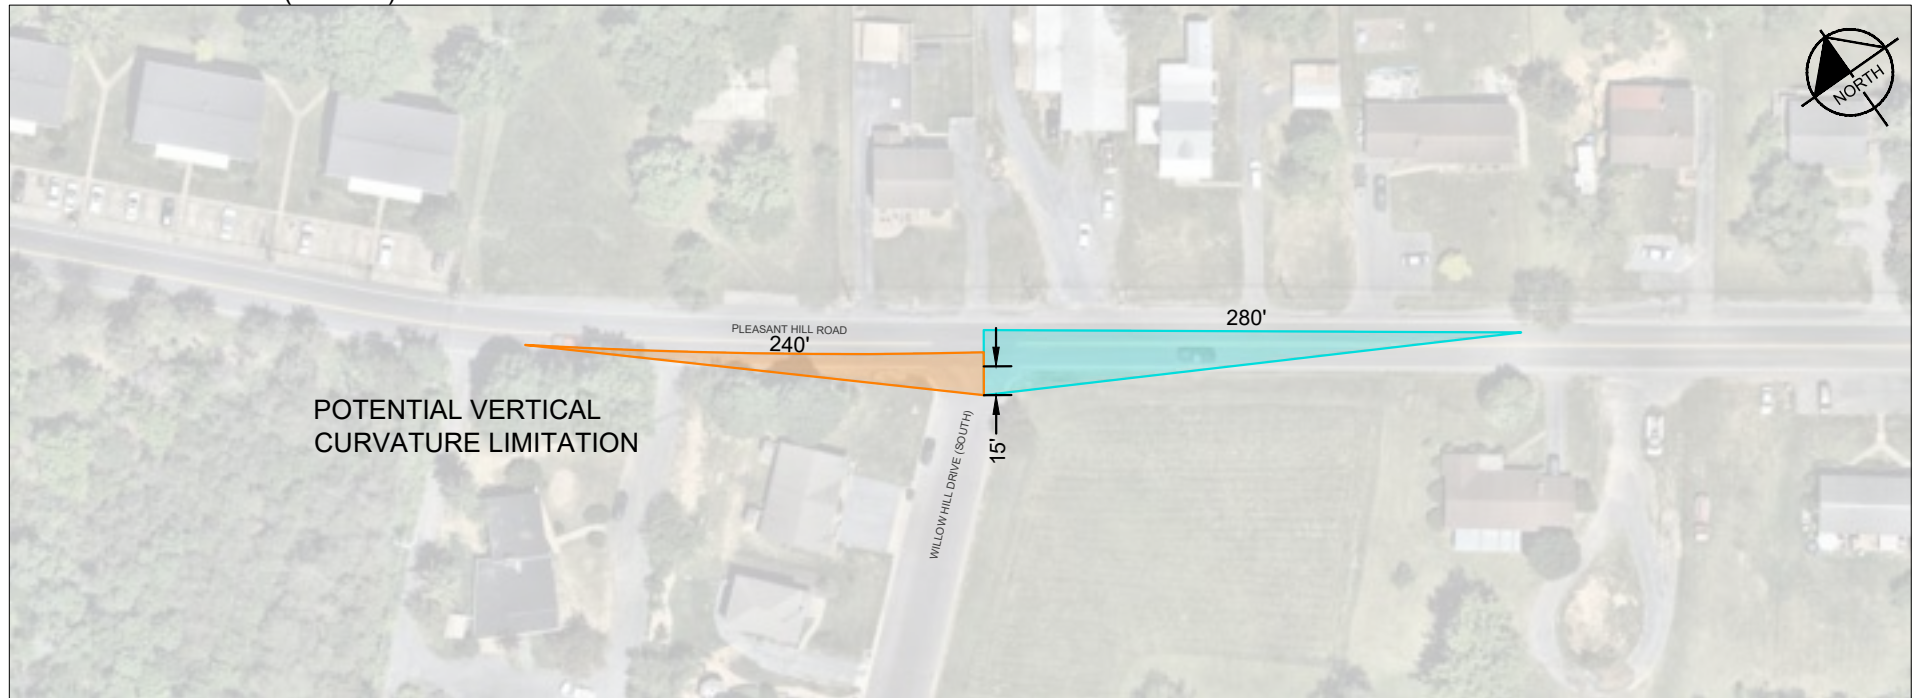 NORTH
PLEASANT HILL ROAD
240'
280'
POTENTIAL VERTICAL
CURVATURE LIMITATION
15'
WILLOW HILL DRIVE (SOUTH)